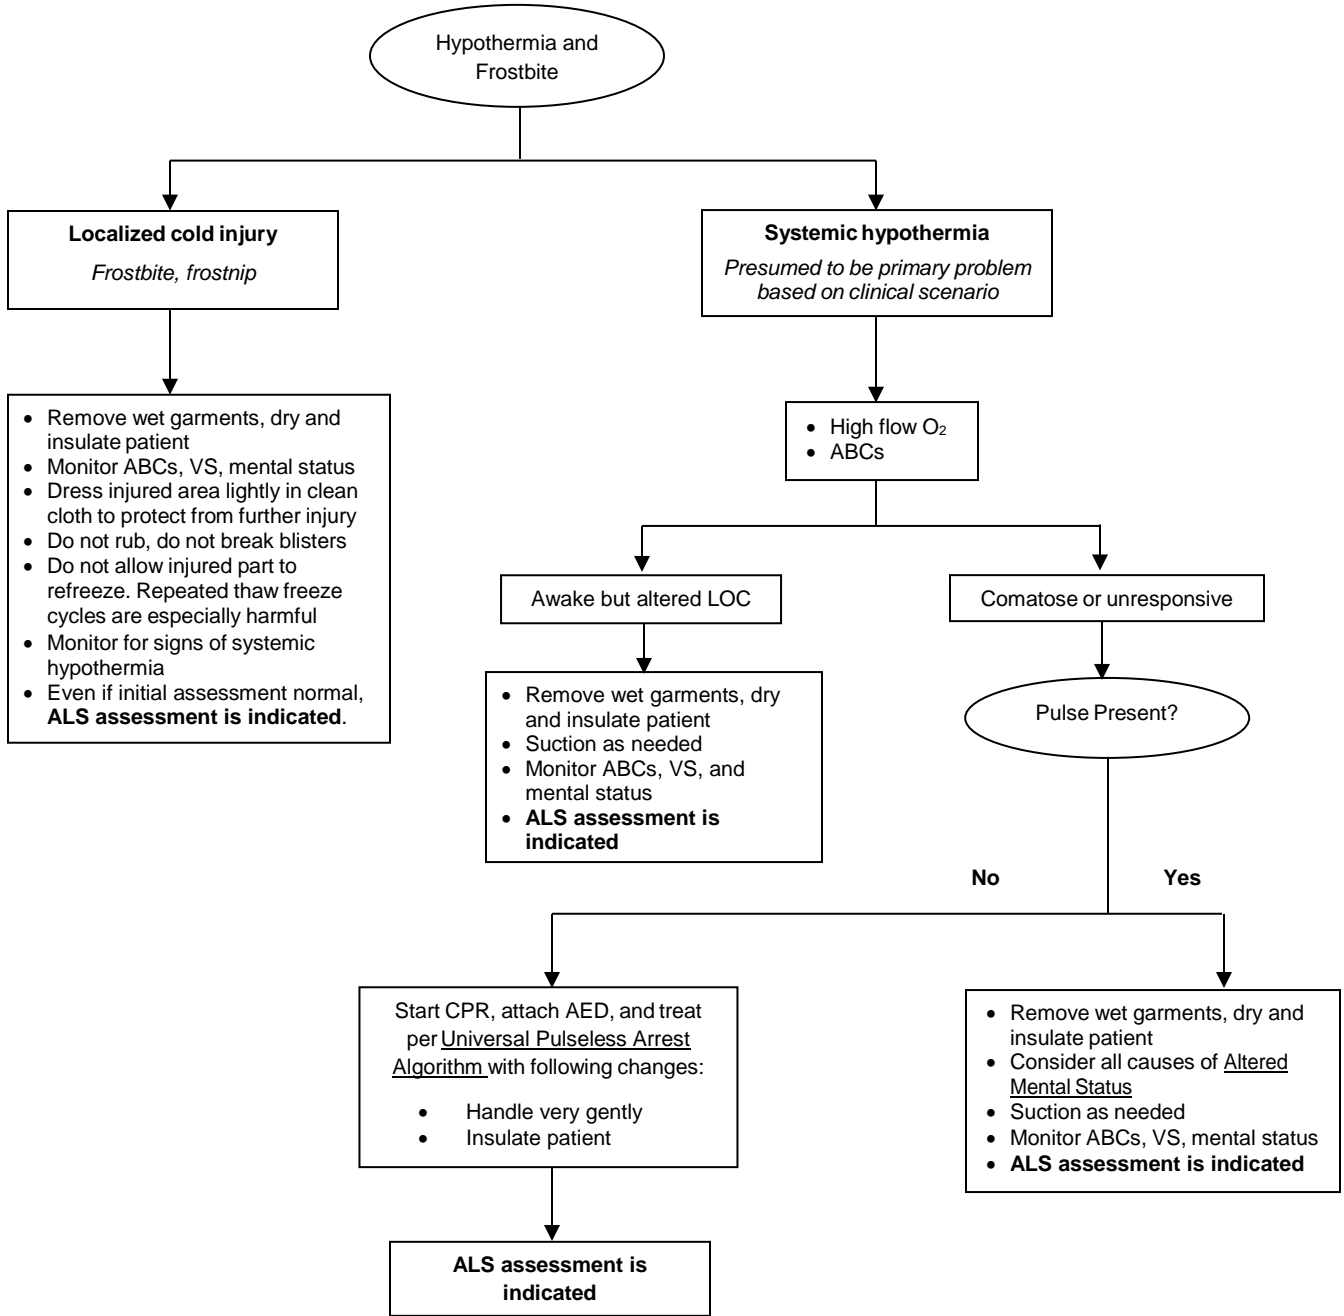 Hypothermia and
Frostbite
Localized cold injury
Frostbite, frostnip
Systemic hypothermia
Presumed to be primary problem
based on clinical scenario
• Remove wet garments, dry and
insulate patient
• Monitor ABCs, VS, mental status
• Dress injured area lightly in clean
cloth to protect from further injury
• Do not rub, do not break blisters
• Do not allow injured part to
refreeze. Repeated thaw freeze
cycles are especially harmful
• Monitor for signs of systemic
hypothermia
• Even if initial assessment normal,
ALS assessment is indicated.
• High flow O₂
• ABCs
Awake but altered LOC
Comatose or unresponsive
• Remove wet garments, dry
and insulate patient
• Suction as needed
• Monitor ABCs, VS, and
mental status
• ALS assessment is
indicated
Pulse Present?
No
Yes
Start CPR, attach AED, and treat
per Universal Pulseless Arrest
Algorithm with following changes:
• Handle very gently
• Insulate patient
• Remove wet garments, dry and
insulate patient
• Consider all causes of Altered
Mental Status
• Suction as needed
• Monitor ABCs, VS, mental status
• ALS assessment is indicated
ALS assessment is
indicated